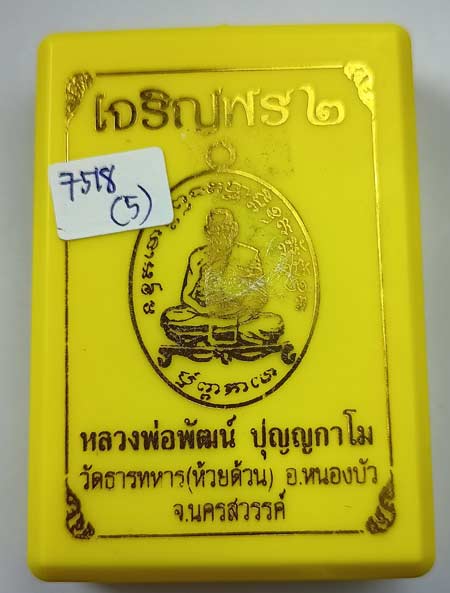 เจริญพร ๒
7518
(5)
หลวงพ่อพัฒน์ ปุญญกาโม
วัดธารทหาร(ห้วยด้วน) อ.หนองบัว
จ.นครสวรรค์